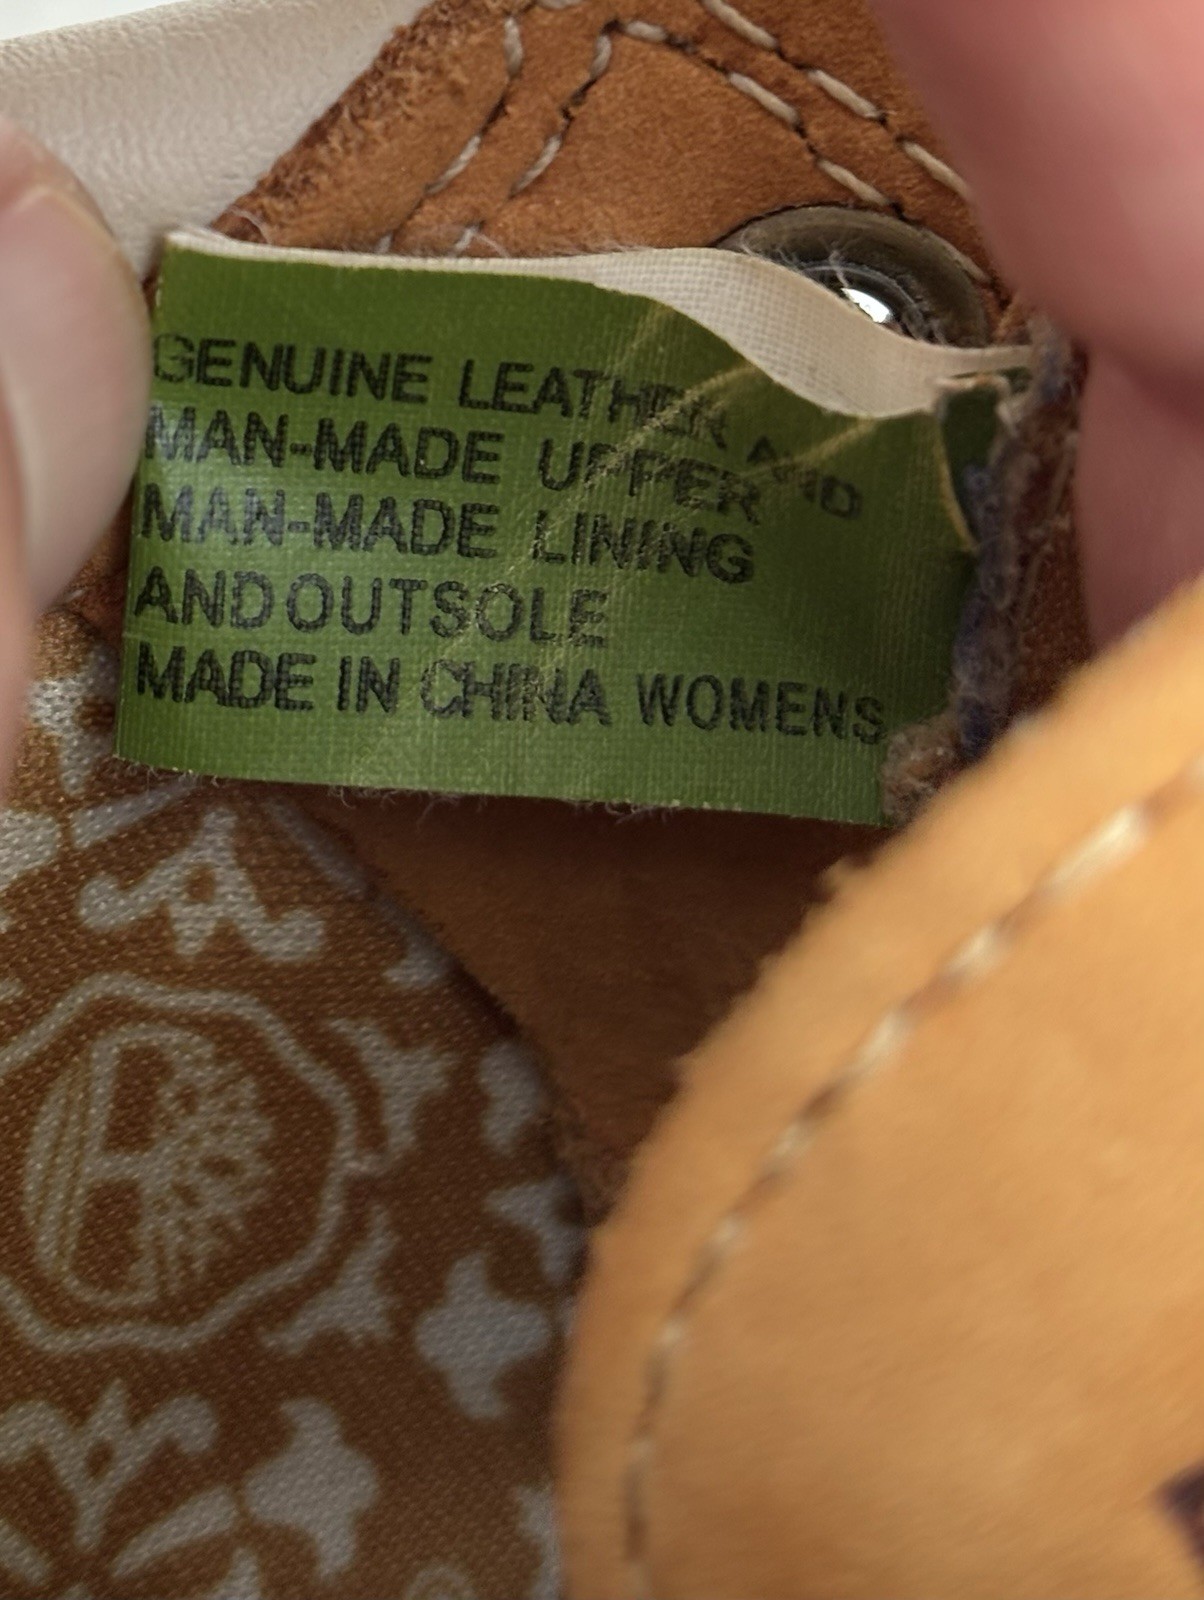 GENUINE LEATHER AND
MAN-MADE UPPER
MAN-MADE LINING
AND OUTSOLE
MADE IN CHINA WOMENS